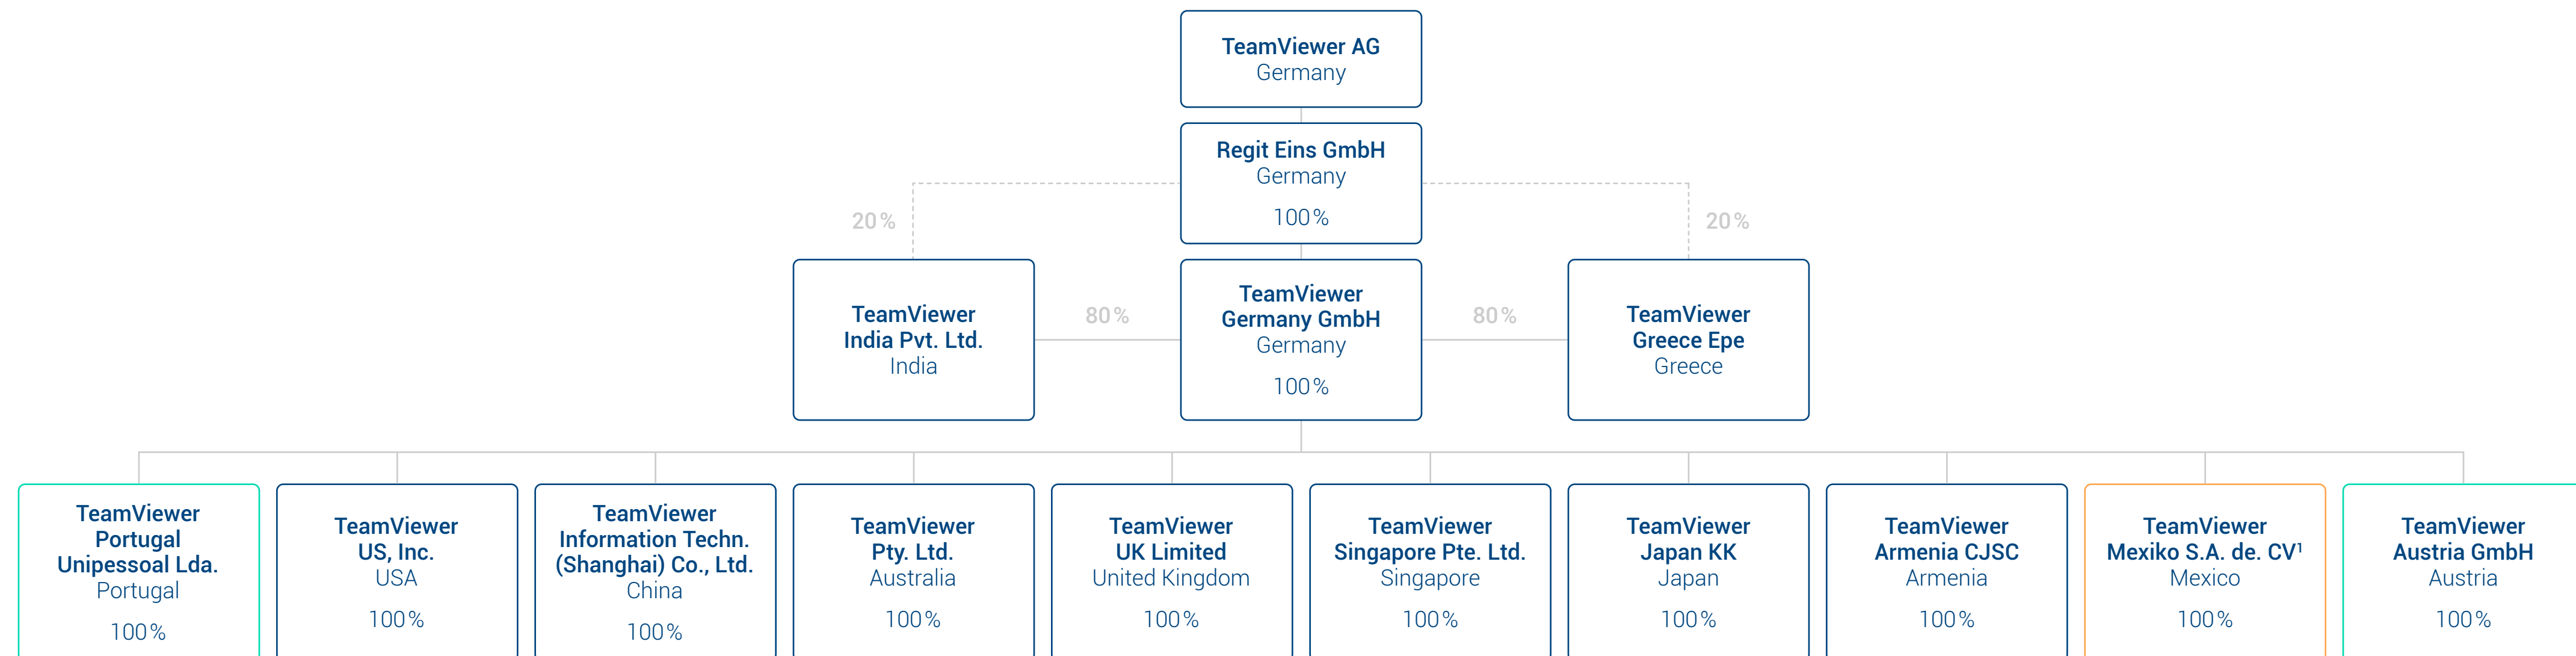 TeamViewer AG
Germany
Regit Eins GmbH
Germany
100%
20%
20%
TeamViewer
India Pvt. Ltd.
India
80%
TeamViewer
Germany GmbH
Germany
100%
80%
TeamViewer
Greece Epe
Greece
TeamViewer
Portugal
Unipessoal Lda.
Portugal
100%
TeamViewer
US, Inc.
USA
100%
TeamViewer
Information Techn.
(Shanghai) Co., Ltd.
China
100%
TeamViewer
Pty. Ltd.
Australia
100%
TeamViewer
UK Limited
United Kingdom
100%
TeamViewer
Singapore Pte. Ltd.
Singapore
100%
TeamViewer
Japan KK
Japan
100%
TeamViewer
Armenia CJSC
Armenia
100%
TeamViewer
Mexiko S.A. de. CV¹
Mexico
100%
TeamViewer
Austria GmbH
Austria
100%